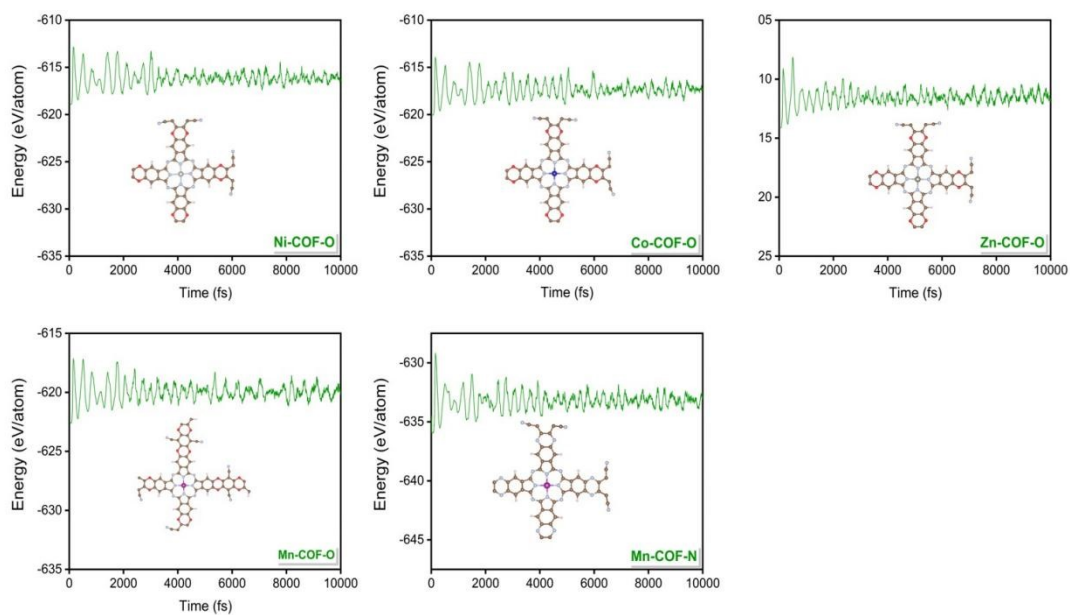 -610
-615
-620
-625
-630
-635
Energy (eV/atom)
0 2000 4000 6000 8000 10000
Time (fs)
Ni-COF-O
-610
-615
-620
-625
-630
-635
Energy (eV/atom)
0 2000 4000 6000 8000 10000
Time (fs)
Co-COF-O
05
10
15
20
25
Energy (eV/atom)
0 2000 4000 6000 8000 10000
Time (fs)
Zn-COF-O
-615
-620
-625
-630
-635
Energy (eV/atom)
0 2000 4000 6000 8000 10000
Time (fs)
Mn-COF-O
-630
-635
-640
-645
Energy (eV/atom)
0 2000 4000 6000 8000 10000
Time (fs)
Mn-COF-N